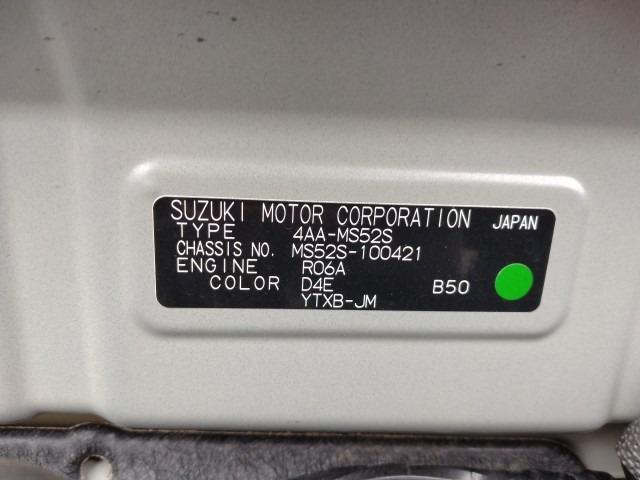 SUZUKI MOTOR CORPORATION JAPAN
TYPE 4AA-MS52S
CHASSIS NO. MS52S-100421
ENGINE R06A
COLOR D4E B50
YTXB-JM